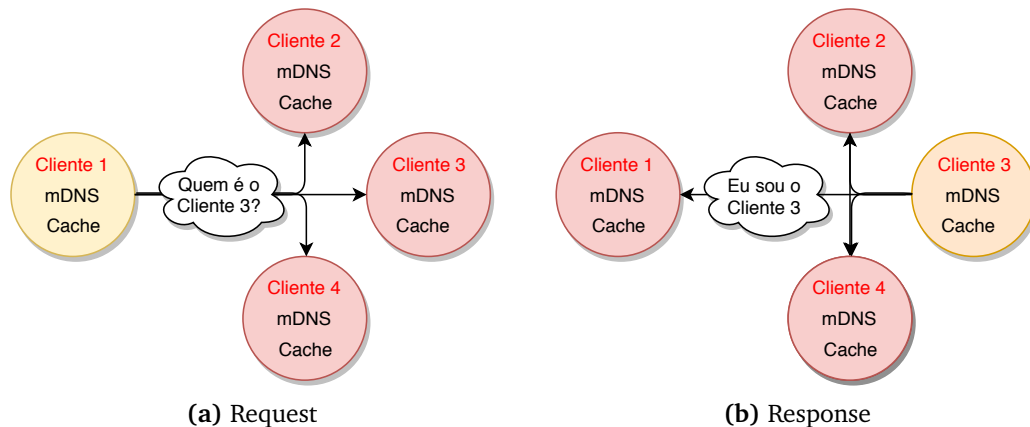 Cliente 2
mDNS
Cache
Cliente 1
mDNS
Cache
Quem é o
Cliente 3?
Cliente 3
mDNS
Cache
Cliente 4
mDNS
Cache
(a) Request
Cliente 2
mDNS
Cache
Cliente 1
mDNS
Cache
Eu sou o
Cliente 3
Cliente 3
mDNS
Cache
Cliente 4
mDNS
Cache
(b) Response